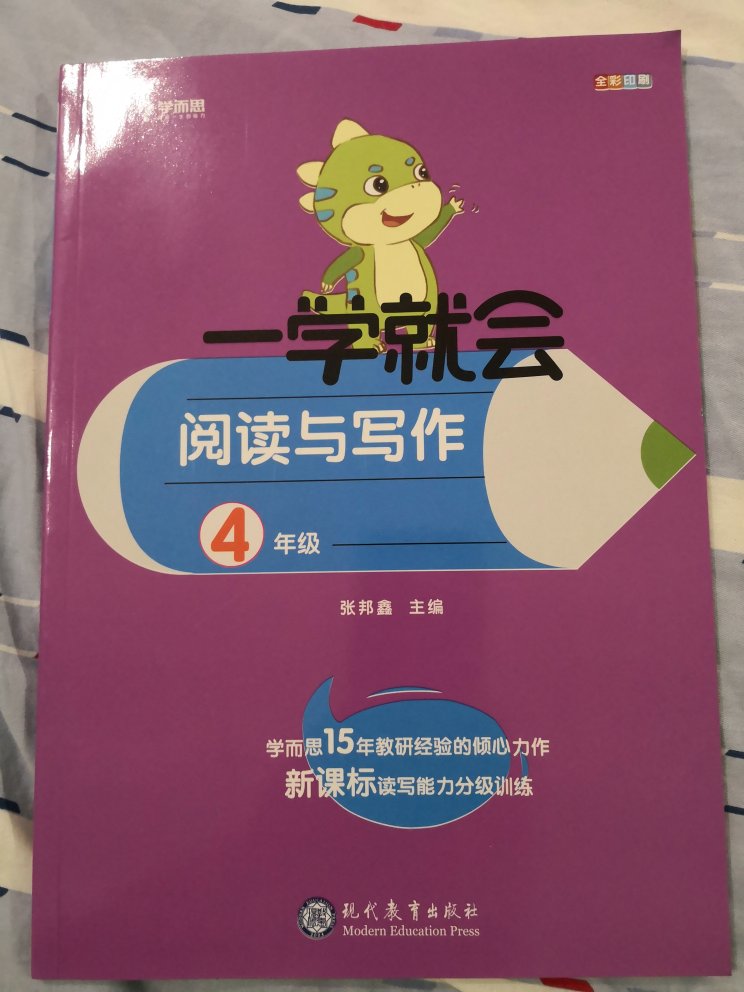 学而思
全彩印刷
一学就会
阅读与写作
4年级
张邦鑫 主编
学而思15年教研经验的倾心力作
新课标读写能力分级训练
现代教育出版社
Modern Education Press